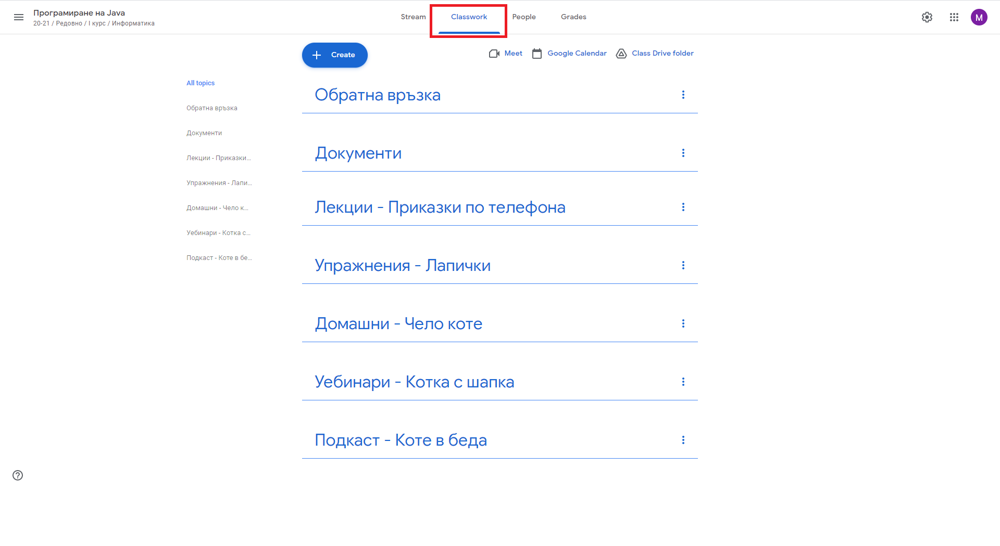 Програмиране на Java
20-21 / Редовно / I курс / Информатика
Stream
Classwork
People
Grades
M
Create
Meet
Google Calendar
Class Drive folder
All topics
Обратна връзка
Документи
Лекции - Приказки...
Упражнения - Лапи...
Домашни - Чело к...
Уебинари - Котка с...
Подкаст - Коте в бе...
Обратна връзка
Документи
Лекции - Приказки по телефона
Упражнения - Лапички
Домашни - Чело коте
Уебинари - Котка с шапка
Подкаст - Коте в беда